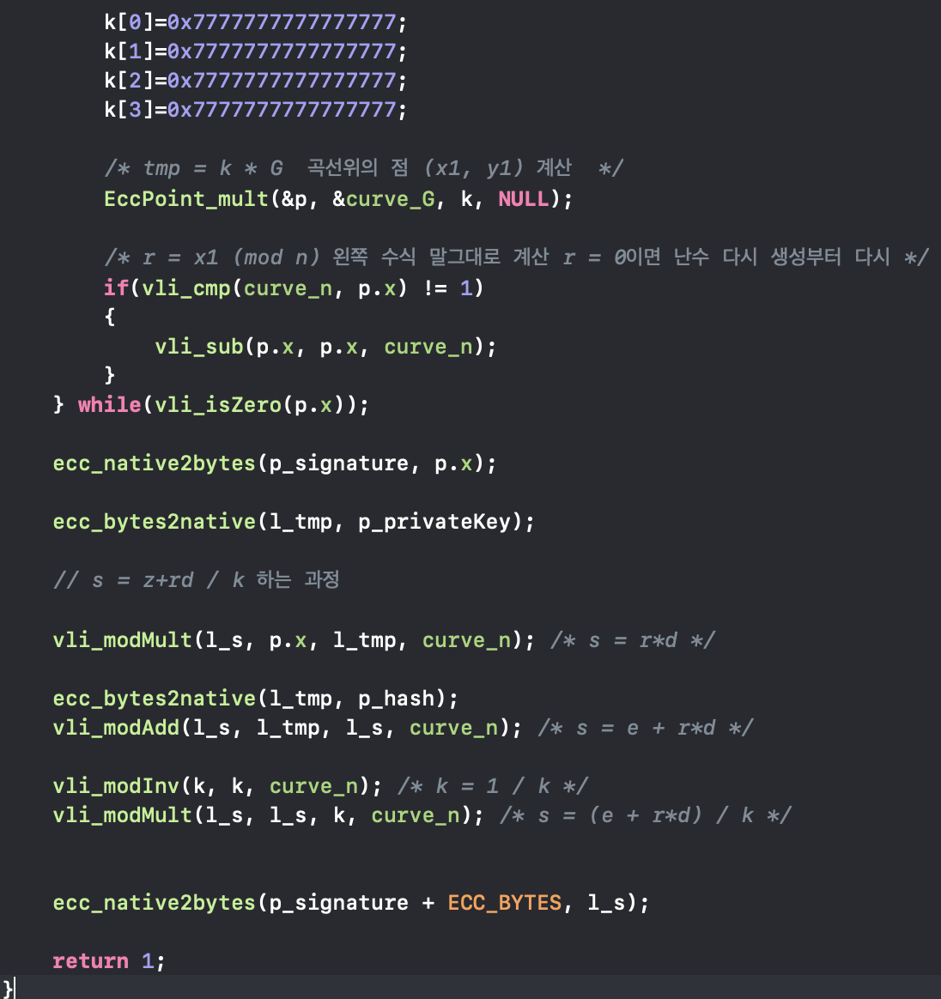 k[0]=0x7777777777777777;
k[1]=0x7777777777777777;
k[2]=0x7777777777777777;
k[3]=0x7777777777777777;
/* tmp = k * G  곡선위의 점 (x1, y1) 계산  */
EccPoint_mult(&p, &curve_G, k, NULL);
/* r = x1 (mod n) 왼쪽 수식 말그대로 계산 r = 0이면 난수 다시 생성부터 다시 */
if(vli_cmp(curve_n, p.x) != 1)
{
vli_sub(p.x, p.x, curve_n);
}
} while(vli_isZero(p.x));
ecc_native2bytes(p_signature, p.x);
ecc_bytes2native(l_tmp, p_privateKey);
// s = z+rd / k 하는 과정
vli_modMult(l_s, p.x, l_tmp, curve_n); /* s = r*d */
ecc_bytes2native(l_tmp, p_hash);
vli_modAdd(l_s, l_tmp, l_s, curve_n); /* s = e + r*d */
vli_modInv(k, k, curve_n); /* k = 1 / k */
vli_modMult(l_s, l_s, k, curve_n); /* s = (e + r*d) / k */
ecc_native2bytes(p_signature + ECC_BYTES, l_s);
return 1;
}